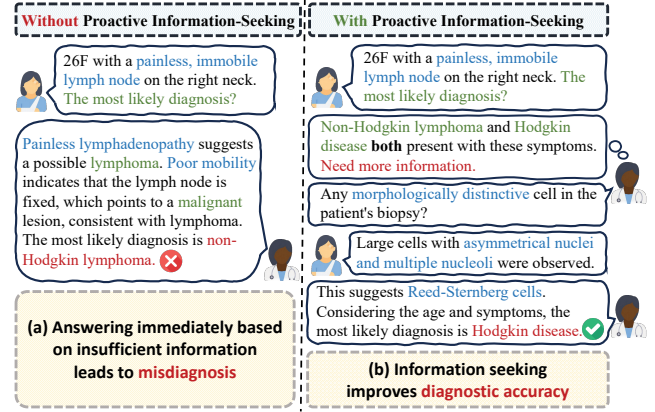 Without Proactive Information-Seeking
26F with a painless, immobile
lymph node on the right neck.
The most likely diagnosis?
Painless lymphadenopathy suggests
a possible lymphoma. Poor mobility
indicates that the lymph node is
fixed, which points to a malignant
lesion, consistent with lymphoma.
The most likely diagnosis is non-
Hodgkin lymphoma.
(a) Answering immediately based
on insufficient information
leads to misdiagnosis
With Proactive Information-Seeking
26F with a painless, immobile
lymph node on the right neck. The
most likely diagnosis?
Non-Hodgkin lymphoma and Hodgkin
disease both present with these symptoms.
Need more information.
Any morphologically distinctive cell in the
patient's biopsy?
Large cells with asymmetrical nuclei
and multiple nucleoli were observed.
This suggests Reed-Sternberg cells.
Considering the age and symptoms, the
most likely diagnosis is Hodgkin disease.
(b) Information seeking
improves diagnostic accuracy